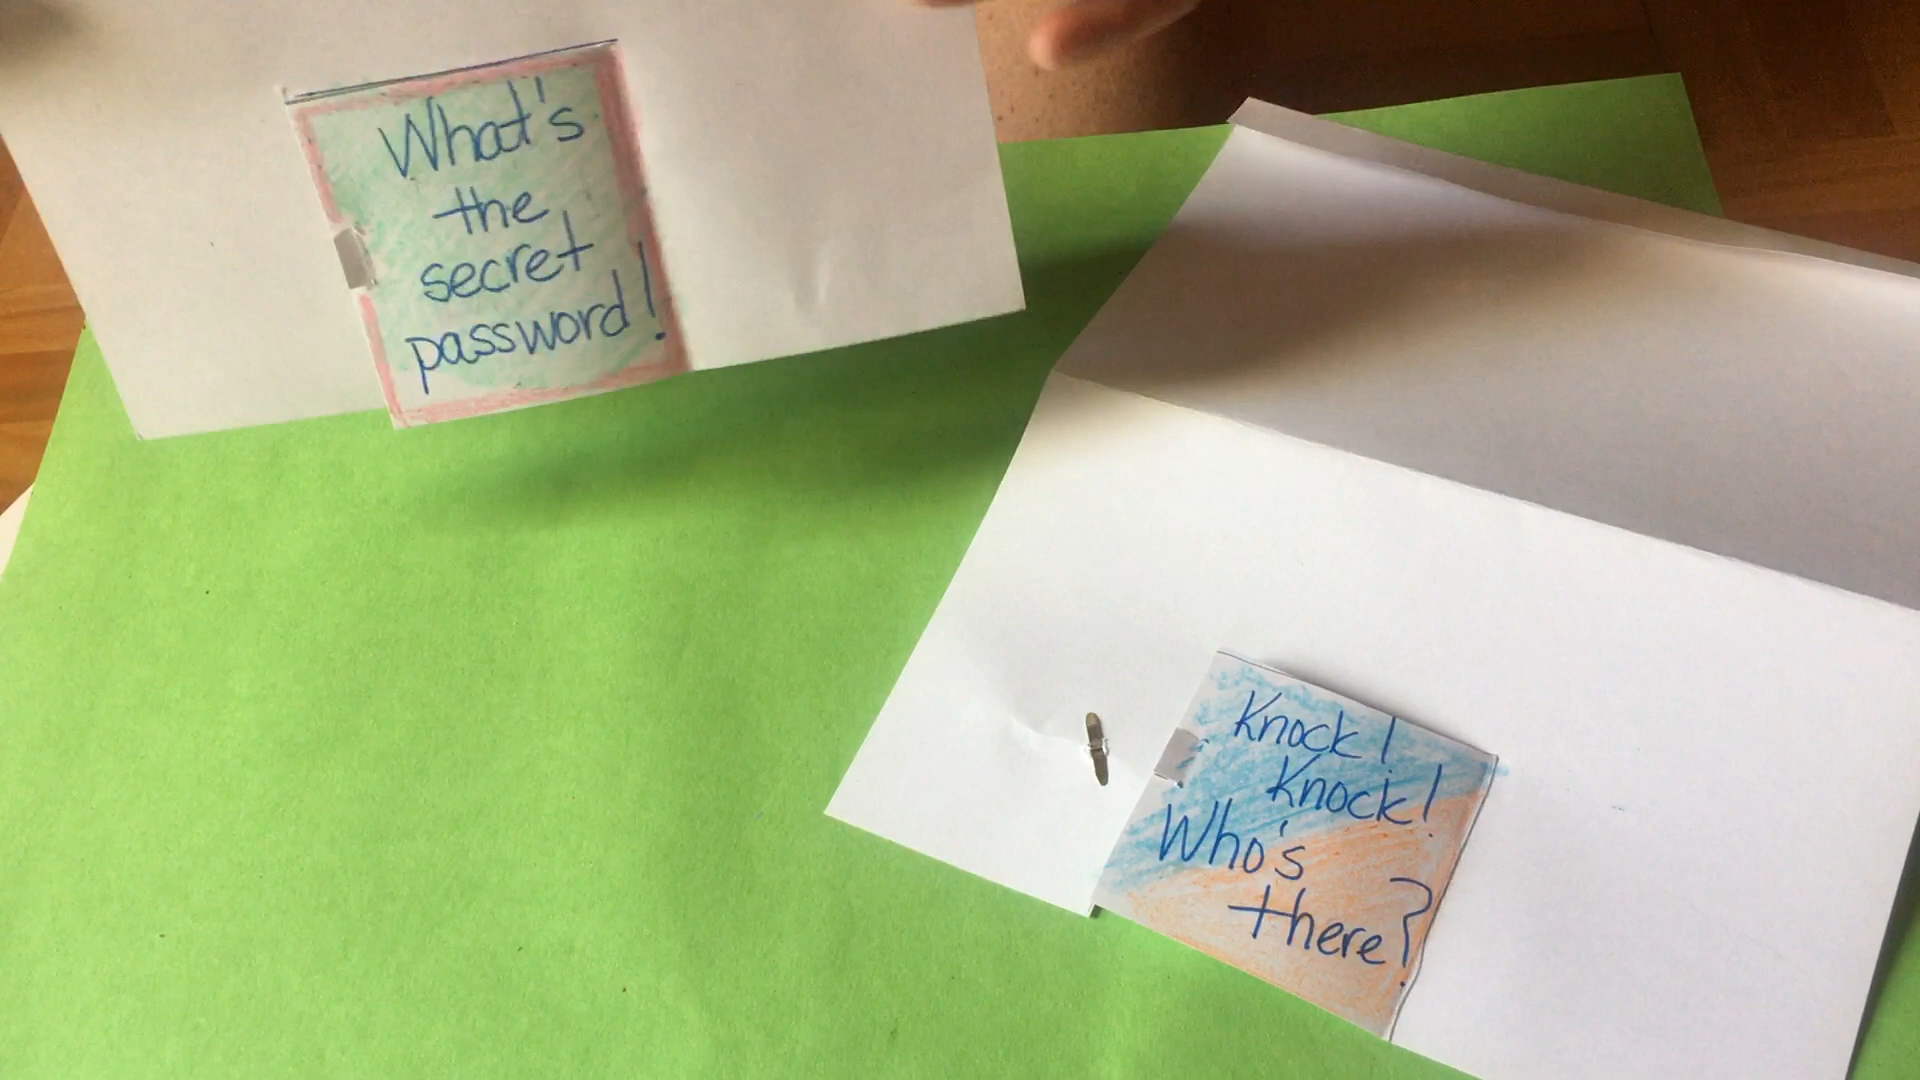 What's
the
secret
password!
Knock!
Knock!
Who's
there?